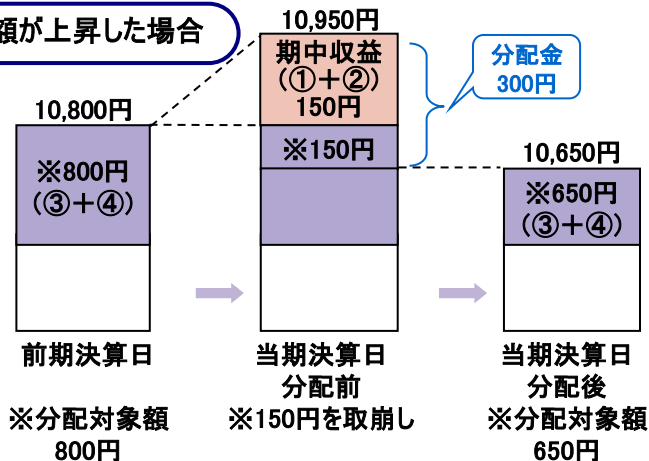 額が上昇した場合
10,950円
期中収益
(①+②)
150円
分配金
300円
10,800円
※800円
(③+④)
※150円
10,650円
※650円
(③+④)
前期決算日
当期決算日
分配前
当期決算日
分配後
※分配対象額
800円
※150円を取崩し
※分配対象額
650円